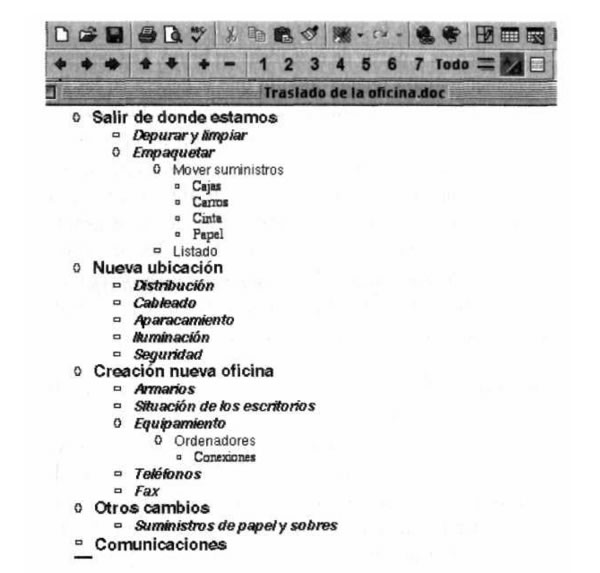 1 2 3 4 5 6 7 Todo
Traslado de la oficina.doc
Salir de donde estamos
Depurar y limpiar
Empaquetar
Mover suministros
Cajas
Carros
Cinta
Papel
Listado
Nueva ubicación
Distribución
Cableado
Aparacamiento
Iluminación
Seguridad
Creación nueva oficina
Armarios
Situación de los escritorios
Equipamiento
Ordenadores
Conexiones
Teléfonos
Fax
Otros cambios
Suministros de papel y sobres
Comunicaciones